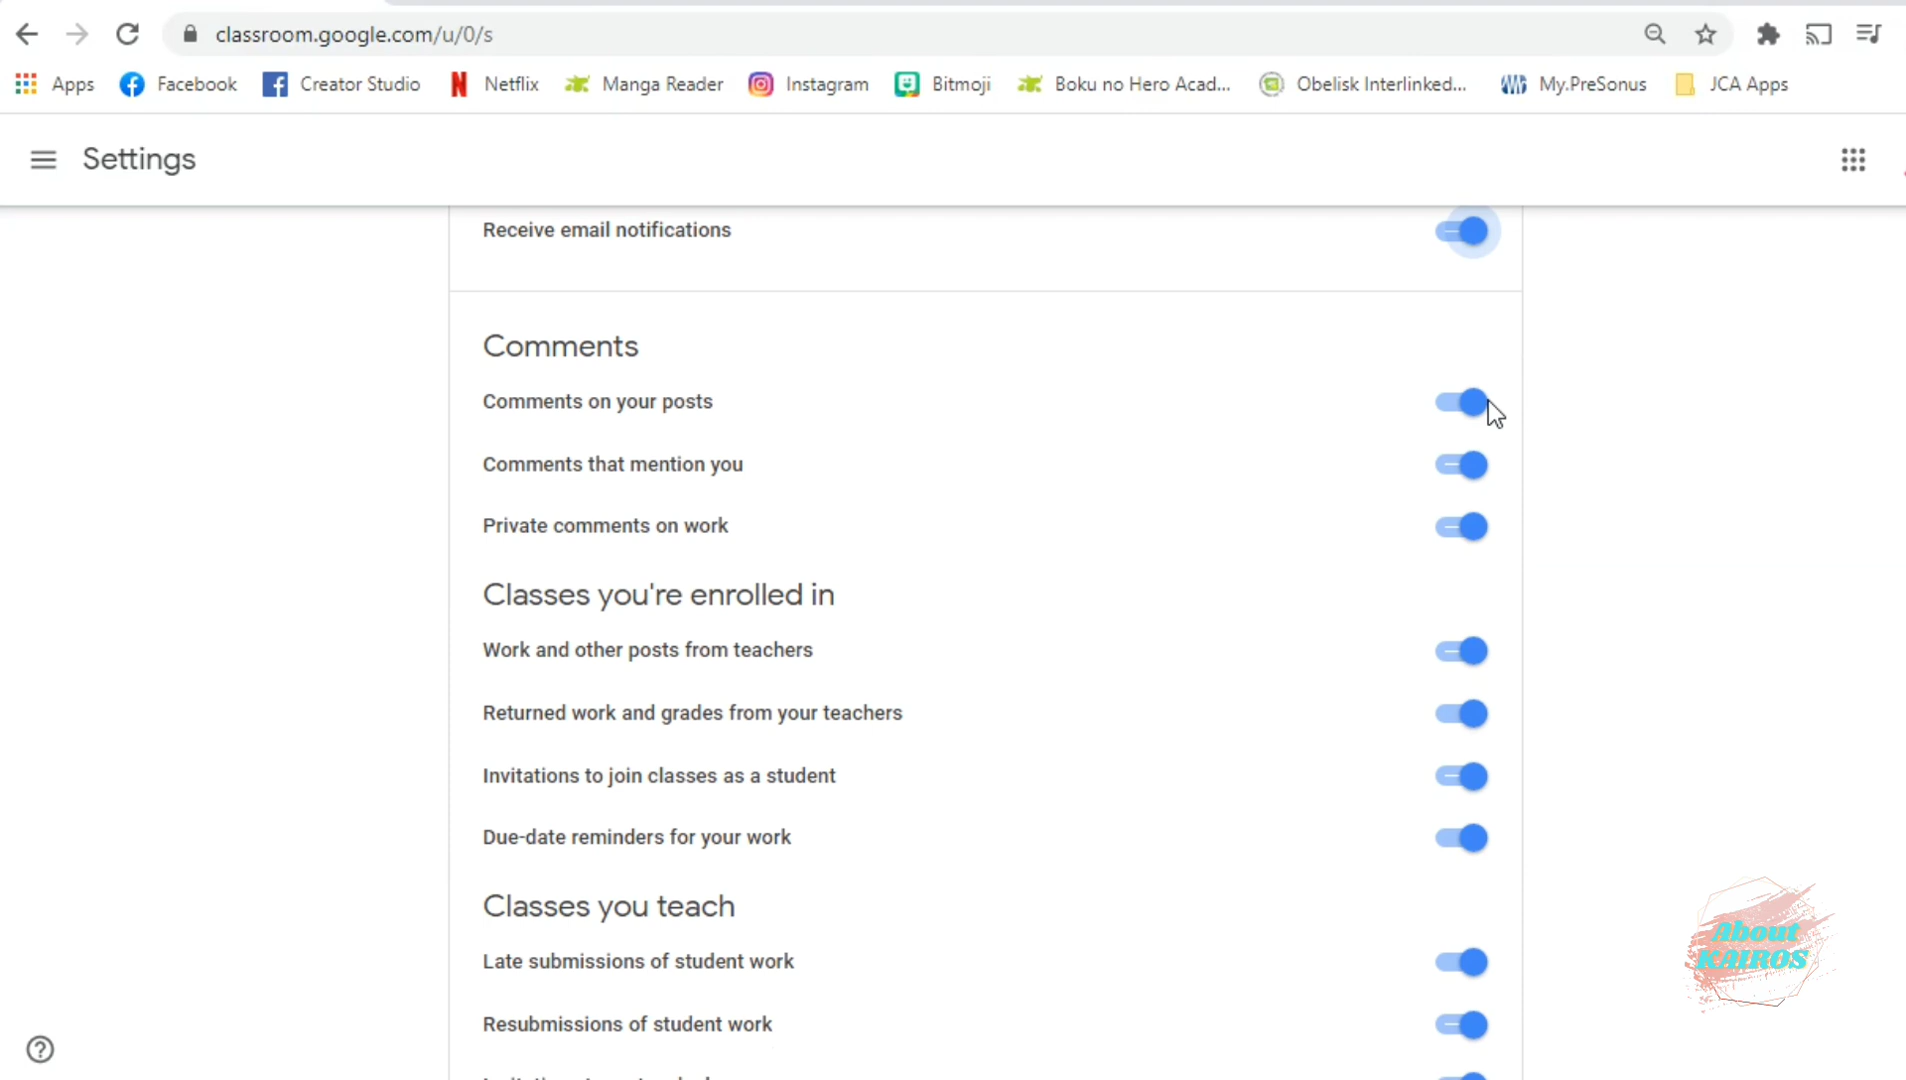 classroom.google.com/u/0/s
Apps Facebook Creator Studio Netflix Manga Reader Instagram Bitmoji Boku no Hero Acad... Obelisk Interlinked... My.PreSonus JCA Apps
Settings
Receive email notifications
Comments
Comments on your posts
Comments that mention you
Private comments on work
Classes you're enrolled in
Work and other posts from teachers
Returned work and grades from your teachers
Invitations to join classes as a student
Due-date reminders for your work
Classes you teach
Late submissions of student work
About
KAIROS
Resubmissions of student work